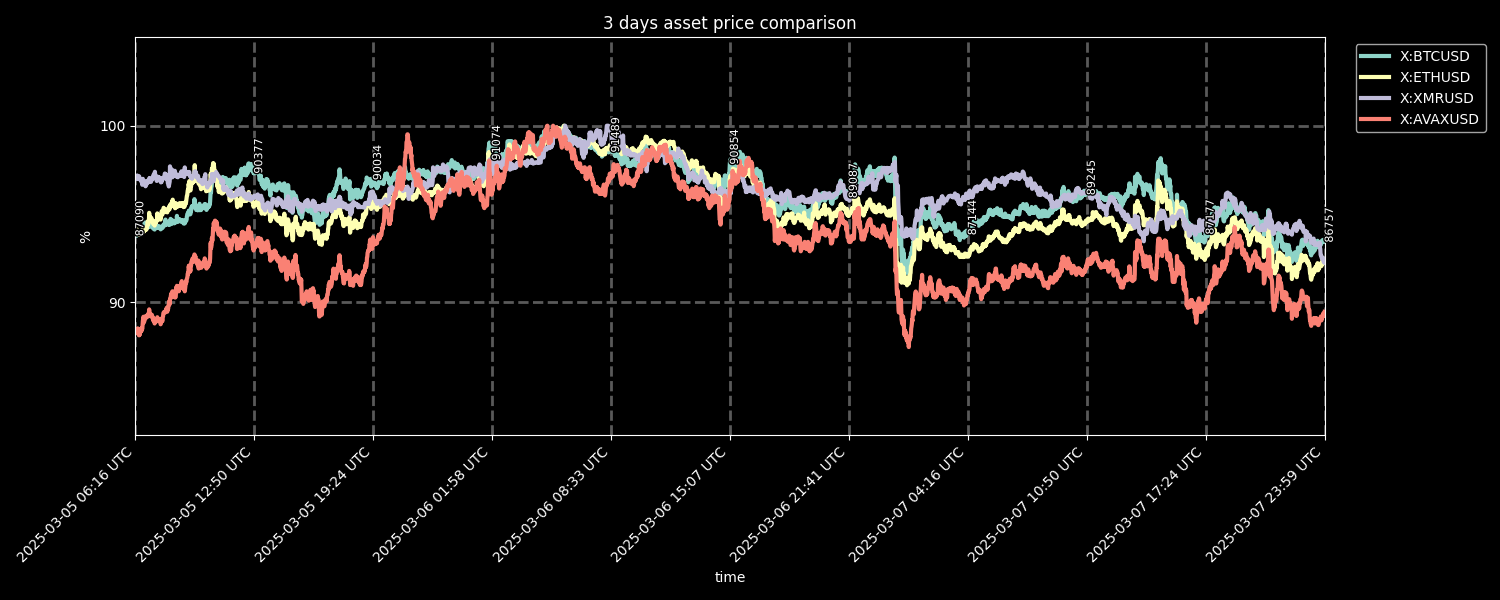 3 days asset price comparison
X:BTCUSD
X:ETHUSD
X:XMRUSD
X:AVAXUSD
%
100
90
87090
90377
90034
91074
91489
90854
89087
87144
89245
87177
86757
2025-03-05 06:16 UTC
2025-03-05 12:50 UTC
2025-03-05 19:24 UTC
2025-03-06 01:58 UTC
2025-03-06 08:33 UTC
2025-03-06 15:07 UTC
2025-03-06 21:41 UTC
2025-03-07 04:16 UTC
2025-03-07 10:50 UTC
2025-03-07 17:24 UTC
2025-03-07 23:59 UTC
time